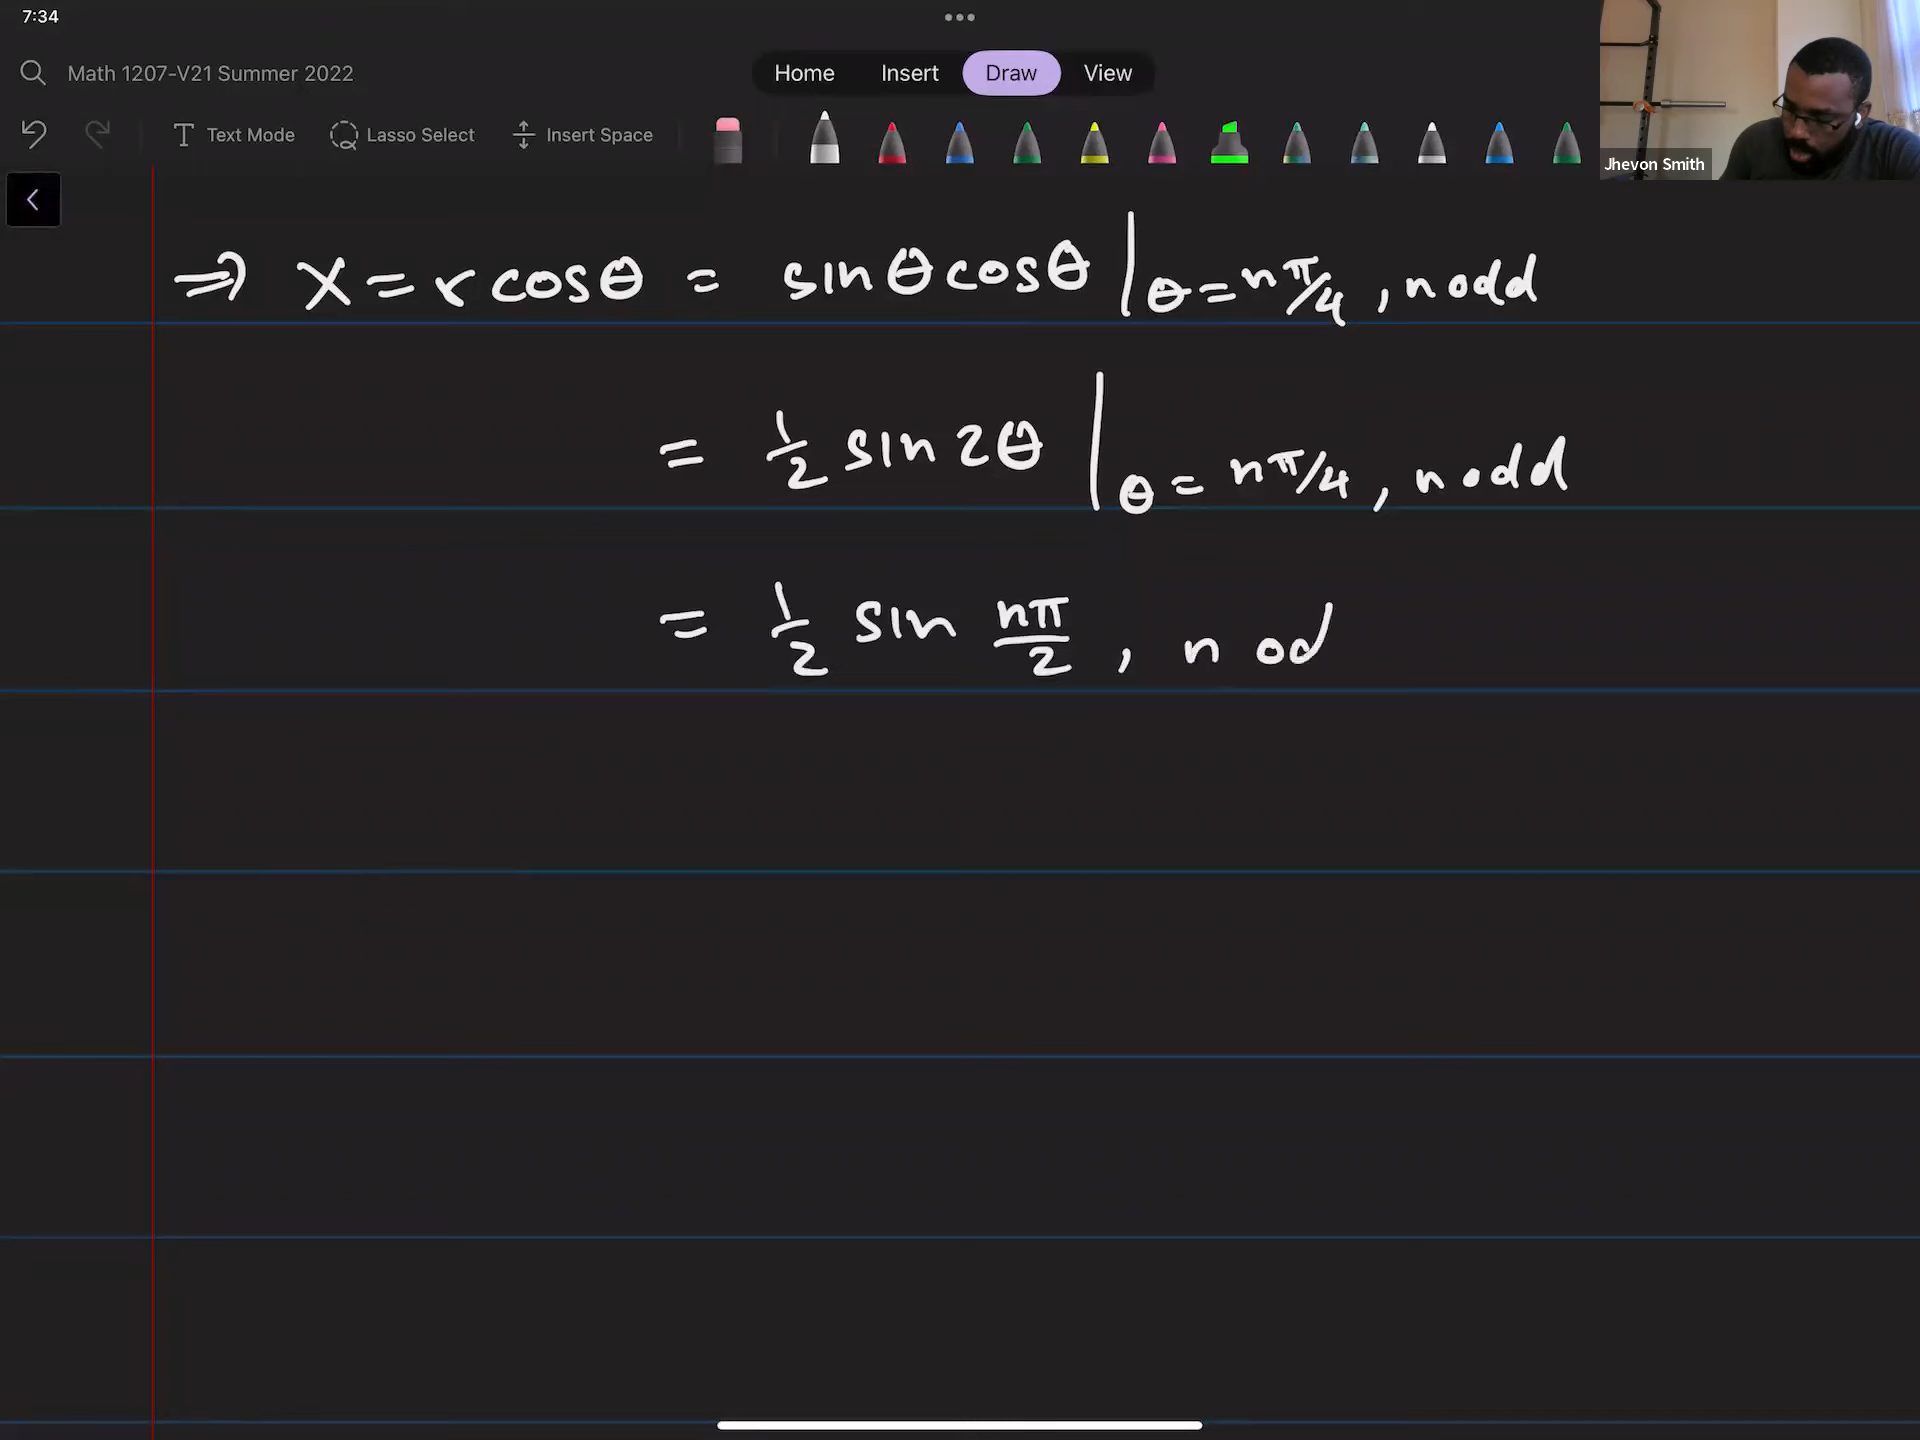 7:34
Math 1207-V21 Summer 2022
Home Insert Draw View
Text Mode Lasso Select Insert Space
Jhevon Smith
⇒ x = r cosθ = sinθ cosθ |θ = nπ/4, n odd
= 1/2 sin 2θ |θ = nπ/4, n odd
= 1/2 sin nπ/2, n od